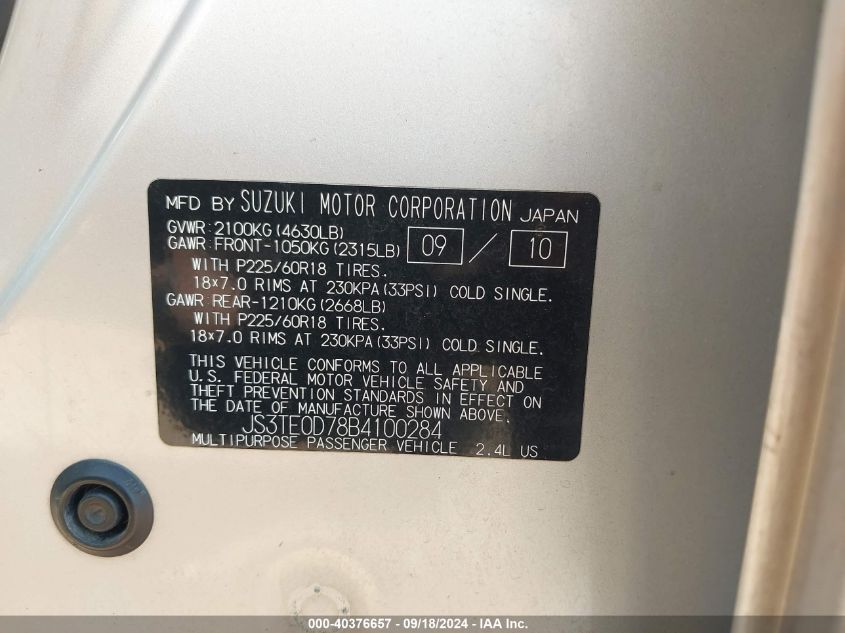 MFD BY SUZUKI MOTOR CORPORATION JAPAN
GVWR:2100KG(4630LB)
GAWR:FRONT-1050KG(2315LB) 09 / 10
WITH P225/60R18 TIRES.
18x7.0 RIMS AT 230KPA(33PSI) COLD SINGLE.
GAWR:REAR-1210KG(2668LB)
WITH P225/60R18 TIRES.
18x7.0 RIMS AT 230KPA(33PSI) COLD SINGLE.
THIS VEHICLE CONFORMS TO ALL APPLICABLE
U.S. FEDERAL MOTOR VEHICLE SAFETY AND
THEFT PREVENTION STANDARDS IN EFFECT ON
THE DATE OF MANUFACTURE SHOWN ABOVE.
JS3TE0D78B4100284
MULTIPURPOSE PASSENGER VEHICLE 2.4L US
000-40376657 - 09/18/2024 - IAA Inc.